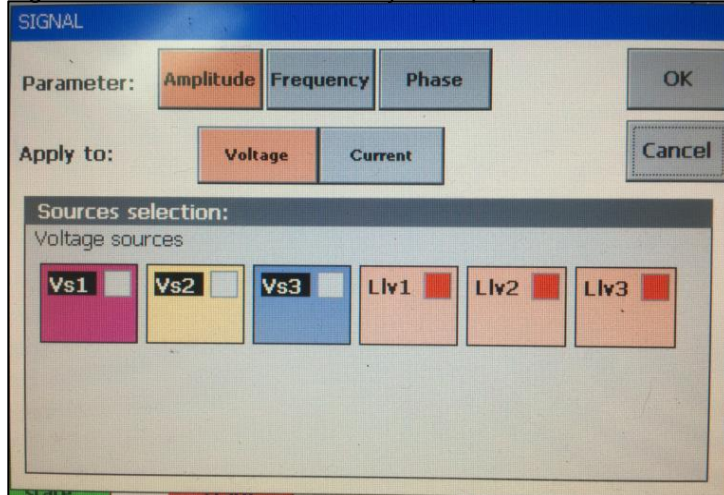 SIGNAL
Parameter: Amplitude Frequency Phase OK
Apply to: Voltage Current Cancel
Sources selection:
Voltage sources
Vs1 Vs2 Vs3 Llv1 Llv2 Llv3